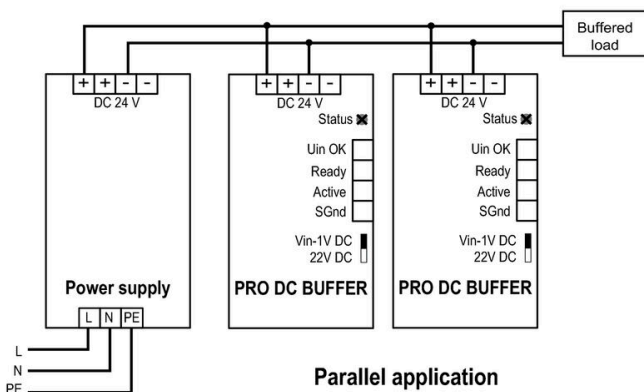 Buffered
load
+ + - -
DC 24 V
+ + - -
DC 24 V
+ + - -
DC 24 V
Status
Uin OK
Ready
Active
SGnd
Vin-1V DC
22V DC
PRO DC BUFFER
Status
Uin OK
Ready
Active
SGnd
Vin-1V DC
22V DC
PRO DC BUFFER
Power supply
L N PE
L
N
PE
Parallel application